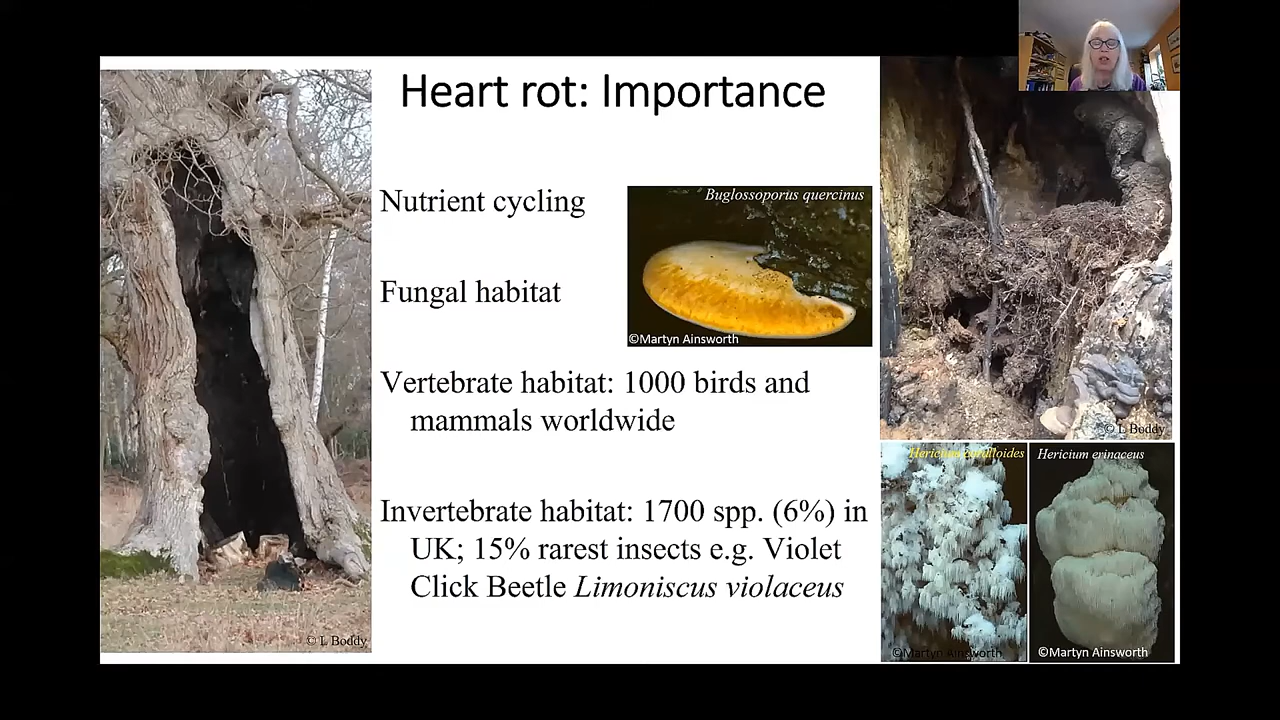 Heart rot: Importance
Nutrient cycling
Buglossoporus quercinus
Fungal habitat
©Martyn Ainsworth
Vertebrate habitat: 1000 birds and
mammals worldwide
Invertebrate habitat: 1700 spp. (6%) in
UK; 15% rarest insects e.g. Violet
Click Beetle Limoniscus violaceus
© L Boddy
© L Boddy
Hericium coralloides
Hericium erinaceus
©Martyn Ainsworth
©Martyn Ainsworth